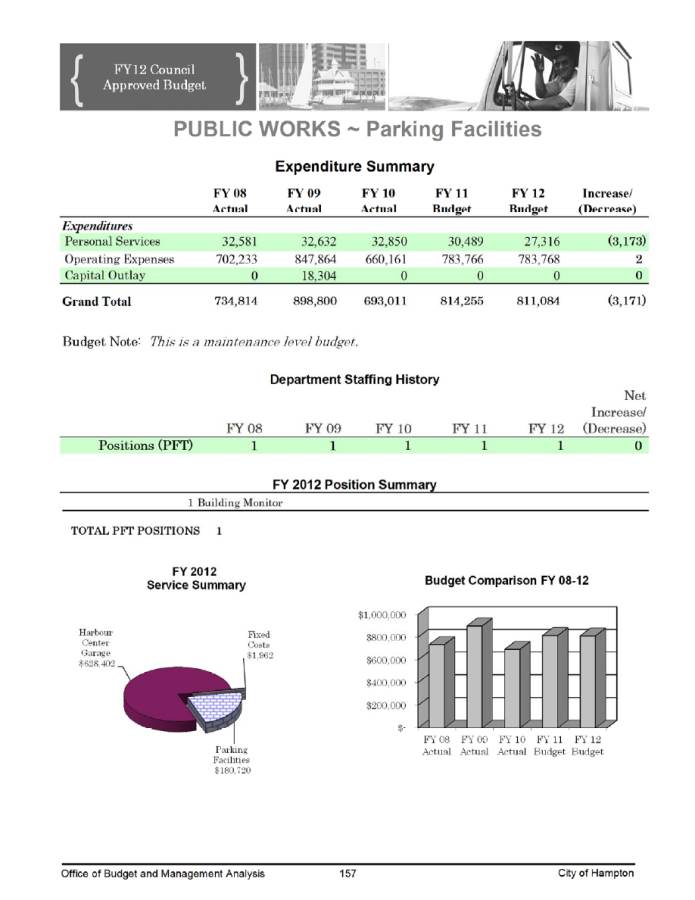 FY12 Council
Approved Budget
PUBLIC WORKS ~ Parking Facilities
Expenditure Summary
FY 08 FY 09 FY 10 FY 11 FY 12 Increase/
Actual Actual Actual Budget Budget (Decrease)
Expenditures
Personal Services 32,581 32,632 32,850 30,489 27,316 (3,173)
Operating Expenses 702,233 847,864 660,161 783,766 783,768 2
Capital Outlay 0 18,304 0 0 0 0
Grand Total 734,814 898,800 693,011 814,255 811,084 (3,171)
Budget Note: This is a maintenance level budget.
Department Staffing History
Net
Increase/
FY 08 FY 09 FY 10 FY 11 FY 12 (Decrease)
Positions (PFT) 1 1 1 1 1 0
FY 2012 Position Summary
1 Building Monitor
TOTAL PFT POSITIONS 1
FY 2012
Service Summary
Harbour
Center
Garage
$628,402
Fixed
Costs
$1,962
Parking
Facilities
$180,720
Budget Comparison FY 08-12
$1,000,000
$800,000
$600,000
$400,000
$200,000
$-
FY 08 FY 09 FY 10 FY 11 FY 12
Actual Actual Actual Budget Budget
Office of Budget and Management Analysis 157 City of Hampton